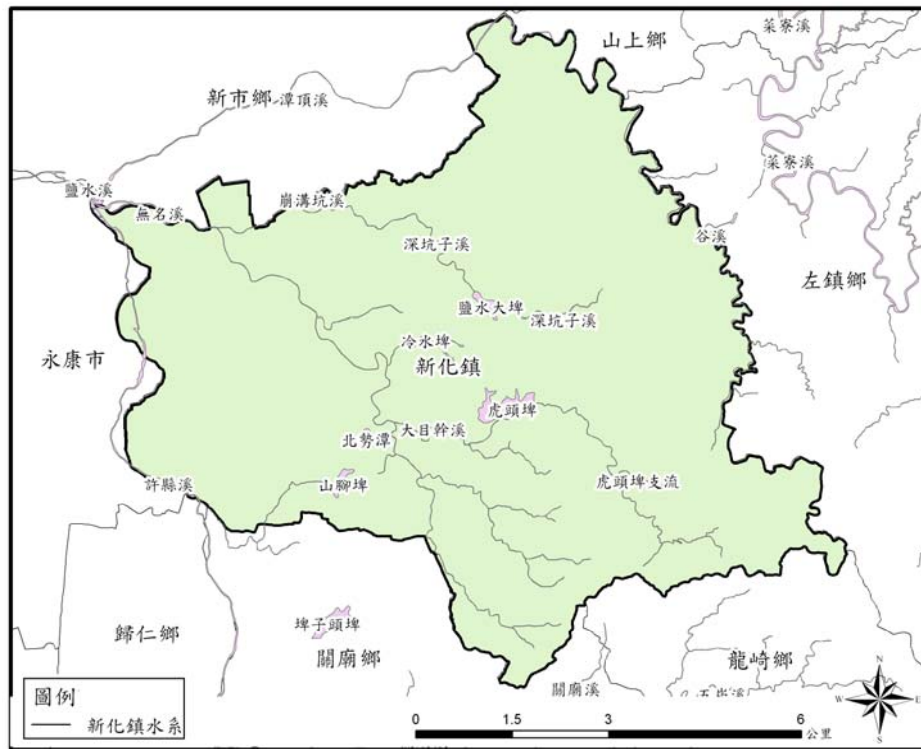 山上鄉
菜寮溪
新市鄉
潭頂溪
菜寮溪
鹽水溪
無名溪
崩溝坑溪
谷溪
深坑子溪
左鎮鄉
鹽水大埤
深坑子溪
冷水埤
永康市
新化鎮
虎頭埤
北勢潭
大目幹溪
許縣溪
山腳埤
虎頭埤支流
埤子頭埤
歸仁鄉
關廟鄉
龍崎鄉
關廟溪
圖例
新化鎮水系
N
W
E
S
0 1.5 3 6
公里